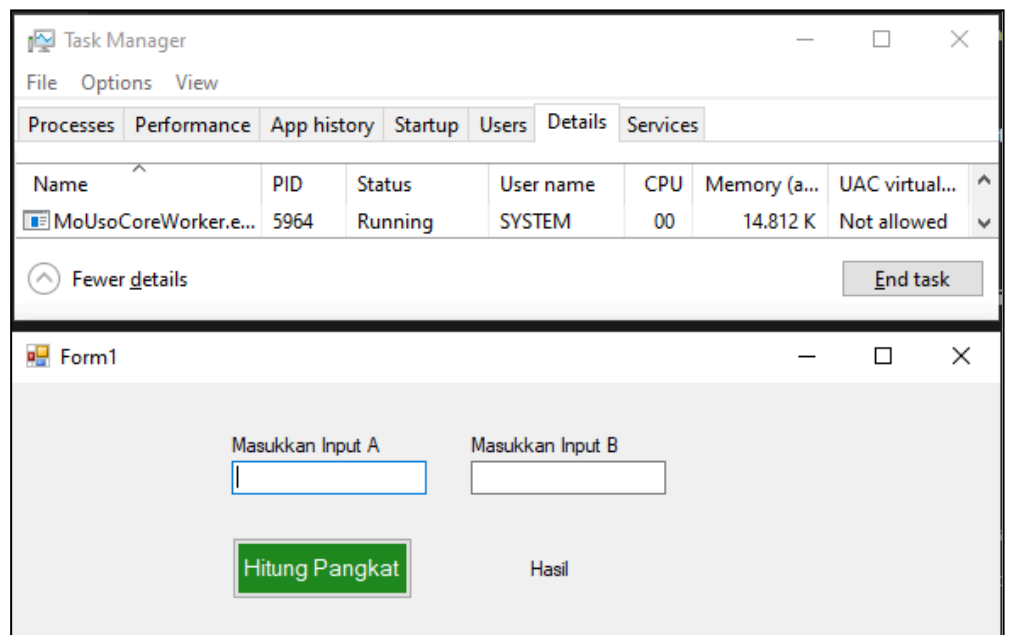 Task Manager
File Options View
Processes Performance App history Startup Users Details Services
Name PID Status User name CPU Memory (a... UAC virtual...
MoUsoCoreWorker.e... 5964 Running SYSTEM 00 14.812 K Not allowed
Fewer details End task
Form1
Masukkan Input A Masukkan Input B
Hitung Pangkat Hasil